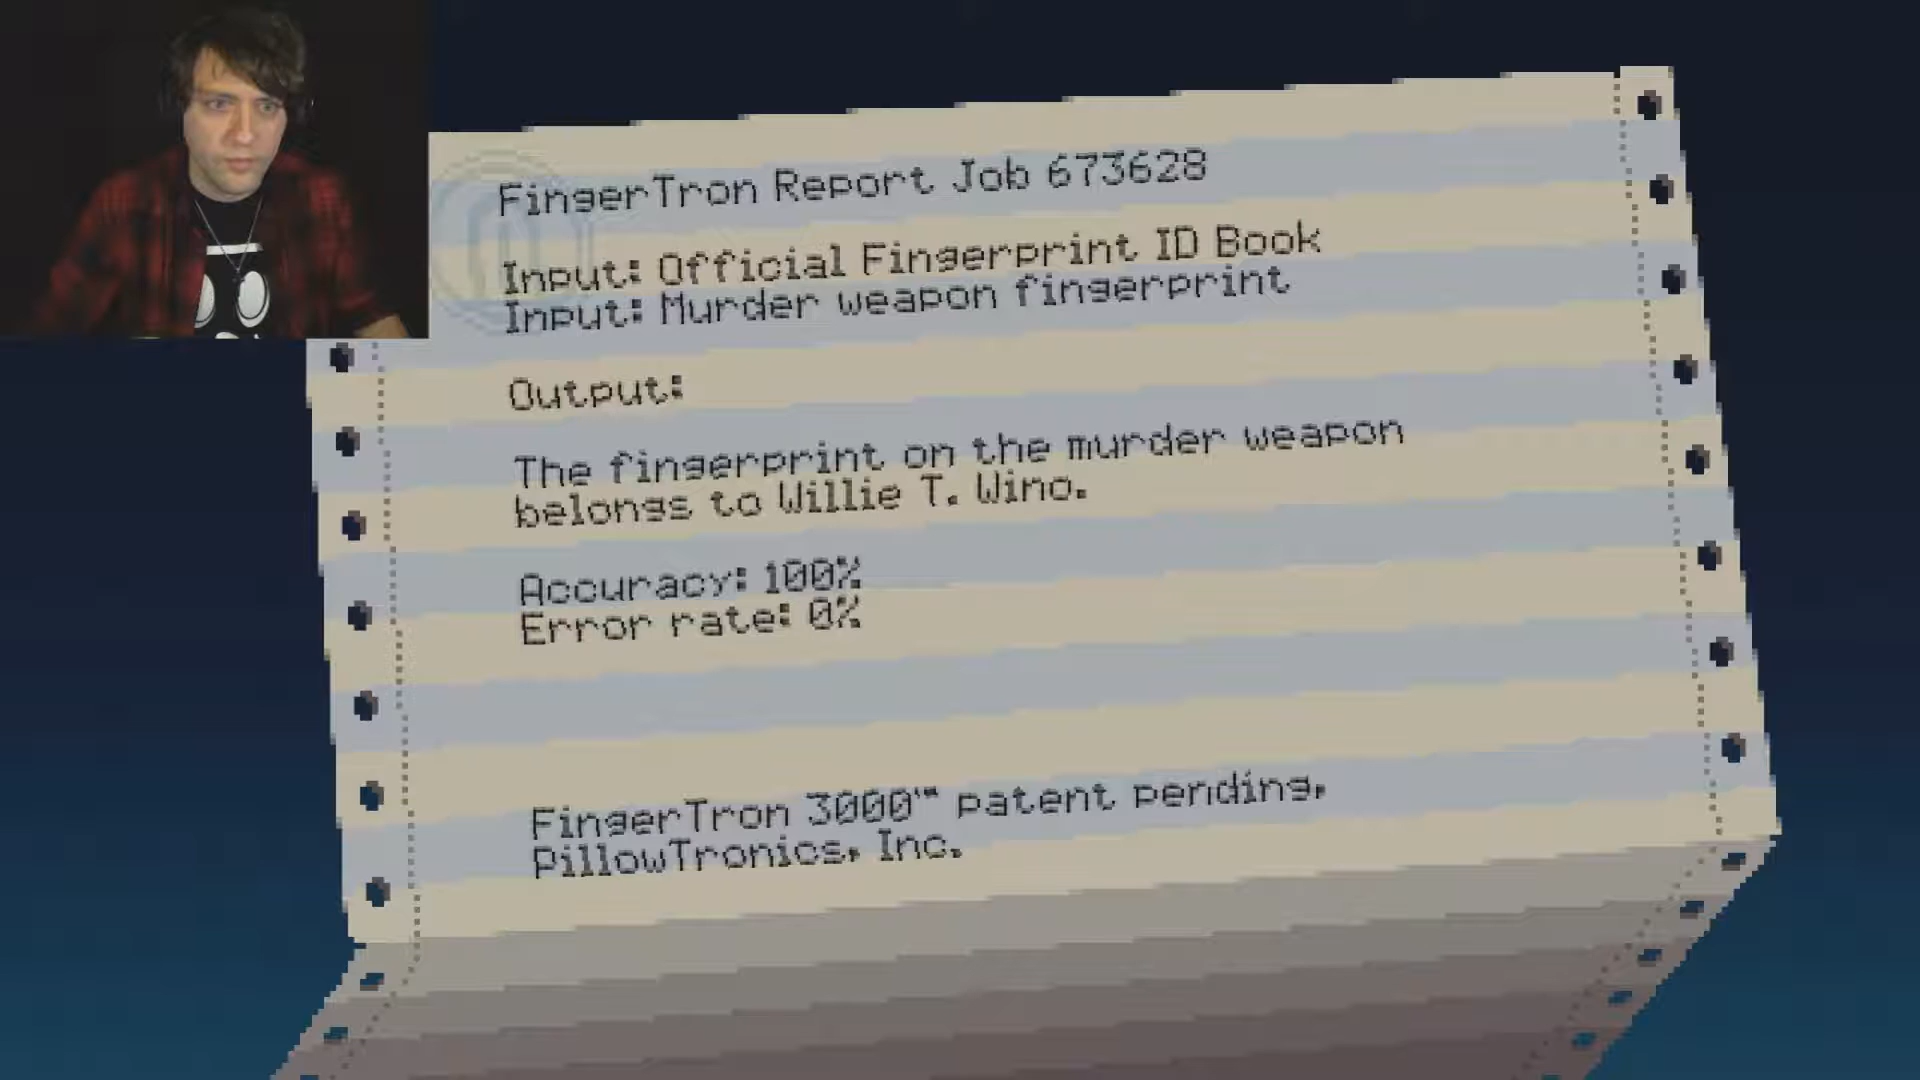 FingerTron Report Job 673628
Input: Official Fingerprint ID Book
Input: Murder weapon fingerprint
Output:
The fingerprint on the murder weapon
belongs to Willie T. Wino.
Accuracy: 100%
Error rate: 0%
FingerTron 3000™ patent pending,
PillowTronics, Inc.